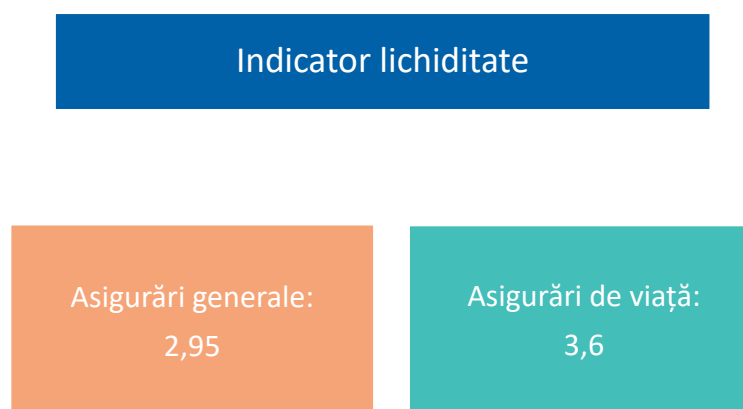 Indicator lichiditate
Asigurări generale:
2,95
Asigurări de viață:
3,6